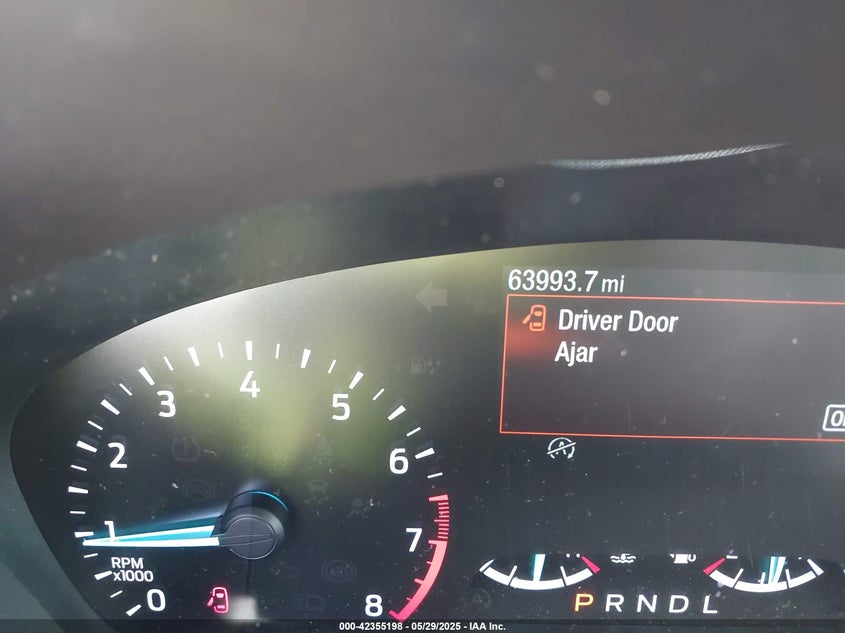 63993.7 mi
Driver Door
Ajar
4
3
5
2
6
1
7
RPM
x1000
0
8
P R N D L
000-42355198 - 05/29/2025 - IAA Inc.